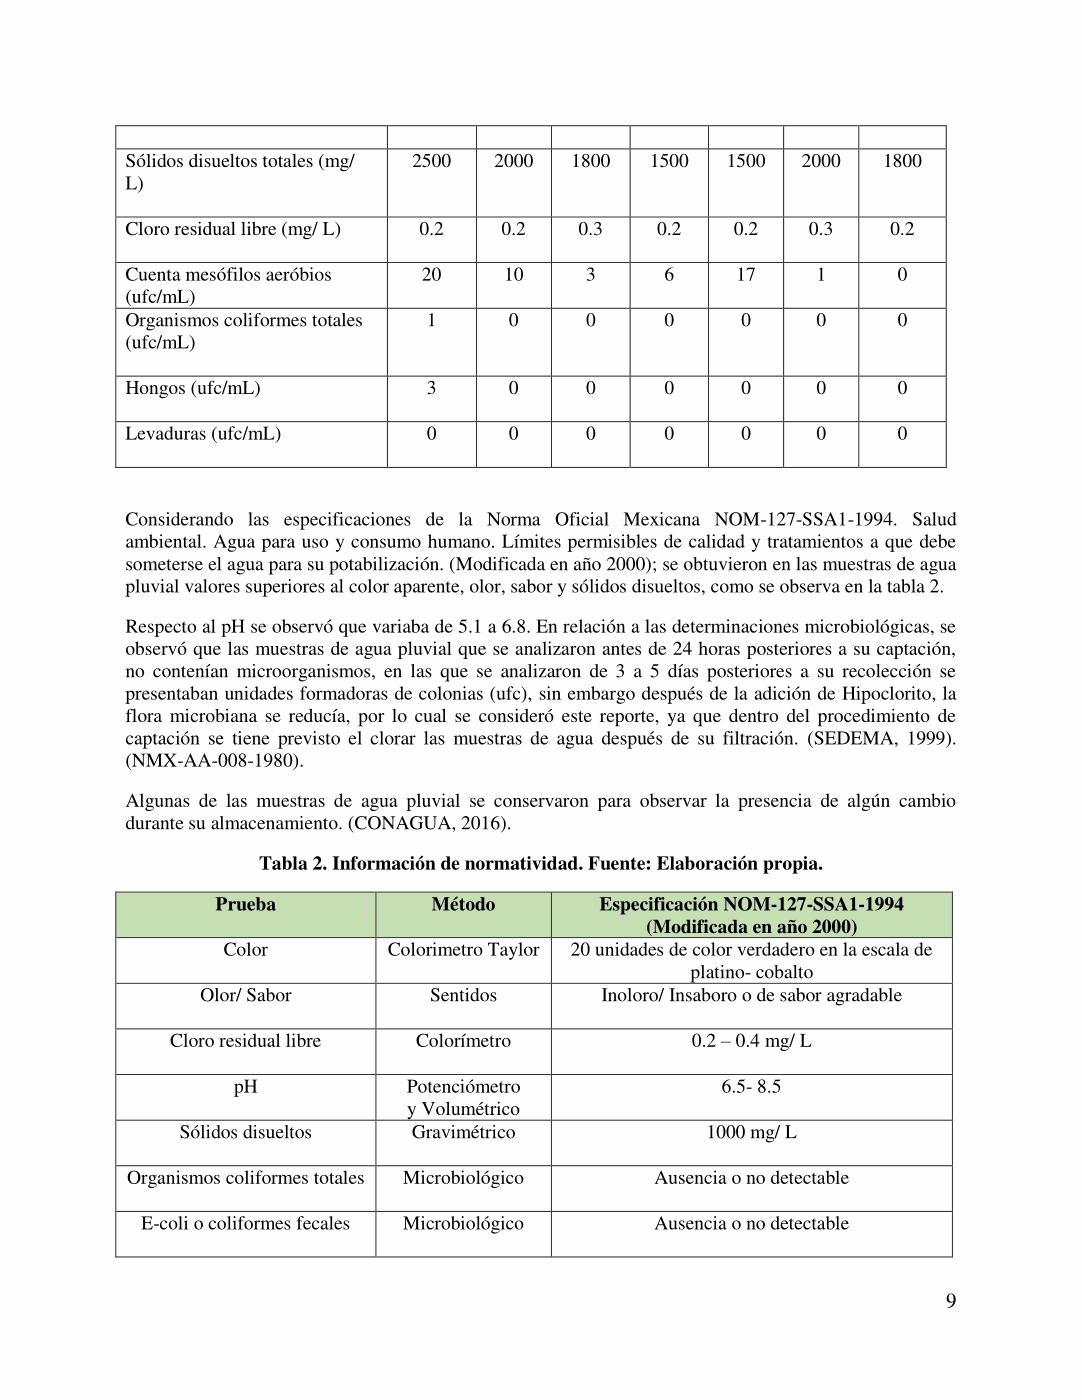 Sólidos disueltos totales (mg/ 2500 2000 1800 1500 1500 2000 1800
L)
Cloro residual libre (mg/ L) 0.2 0.2 0.3 0.2 0.2 0.3 0.2
Cuenta mesófilos aeróbios 20 10 3 6 17 1 0
(ufc/mL)
Organismos coliformes totales 1 0 0 0 0 0 0
(ufc/mL)
Hongos (ufc/mL) 3 0 0 0 0 0 0
Levaduras (ufc/mL) 0 0 0 0 0 0 0
Considerando las especificaciones de la Norma Oficial Mexicana NOM-127-SSA1-1994. Salud
ambiental. Agua para uso y consumo humano. Límites permisibles de calidad y tratamientos a que debe
someterse el agua para su potabilización. (Modificada en año 2000); se obtuvieron en las muestras de agua
pluvial valores superiores al color aparente, olor, sabor y sólidos disueltos, como se observa en la tabla 2.
Respecto al pH se observó que variaba de 5.1 a 6.8. En relación a las determinaciones microbiológicas, se
observó que las muestras de agua pluvial que se analizaron antes de 24 horas posteriores a su captación,
no contenían microorganismos, en las que se analizaron de 3 a 5 días posteriores a su recolección se
presentaban unidades formadoras de colonias (ufc), sin embargo después de la adición de Hipoclorito, la
flora microbiana se reducía, por lo cual se consideró este reporte, ya que dentro del procedimiento de
captación se tiene previsto el clorar las muestras de agua después de su filtración. (SEDEMA, 1999).
(NMX-AA-008-1980).
Algunas de las muestras de agua pluvial se conservaron para observar la presencia de algún cambio
durante su almacenamiento. (CONAGUA, 2016).
Tabla 2. Información de normatividad. Fuente: Elaboración propia.
Prueba Método Especificación NOM-127-SSA1-1994
(Modificada en año 2000)
Color Colorimetro Taylor 20 unidades de color verdadero en la escala de
platino- cobalto
Olor/ Sabor Sentidos Inoloro/ Insaboro o de sabor agradable
Cloro residual libre Colorímetro 0.2 – 0.4 mg/ L
pH Potenciómetro 6.5- 8.5
y Volumétrico
Sólidos disueltos Gravimétrico 1000 mg/ L
Organismos coliformes totales Microbiológico Ausencia o no detectable
E-coli o coliformes fecales Microbiológico Ausencia o no detectable
9